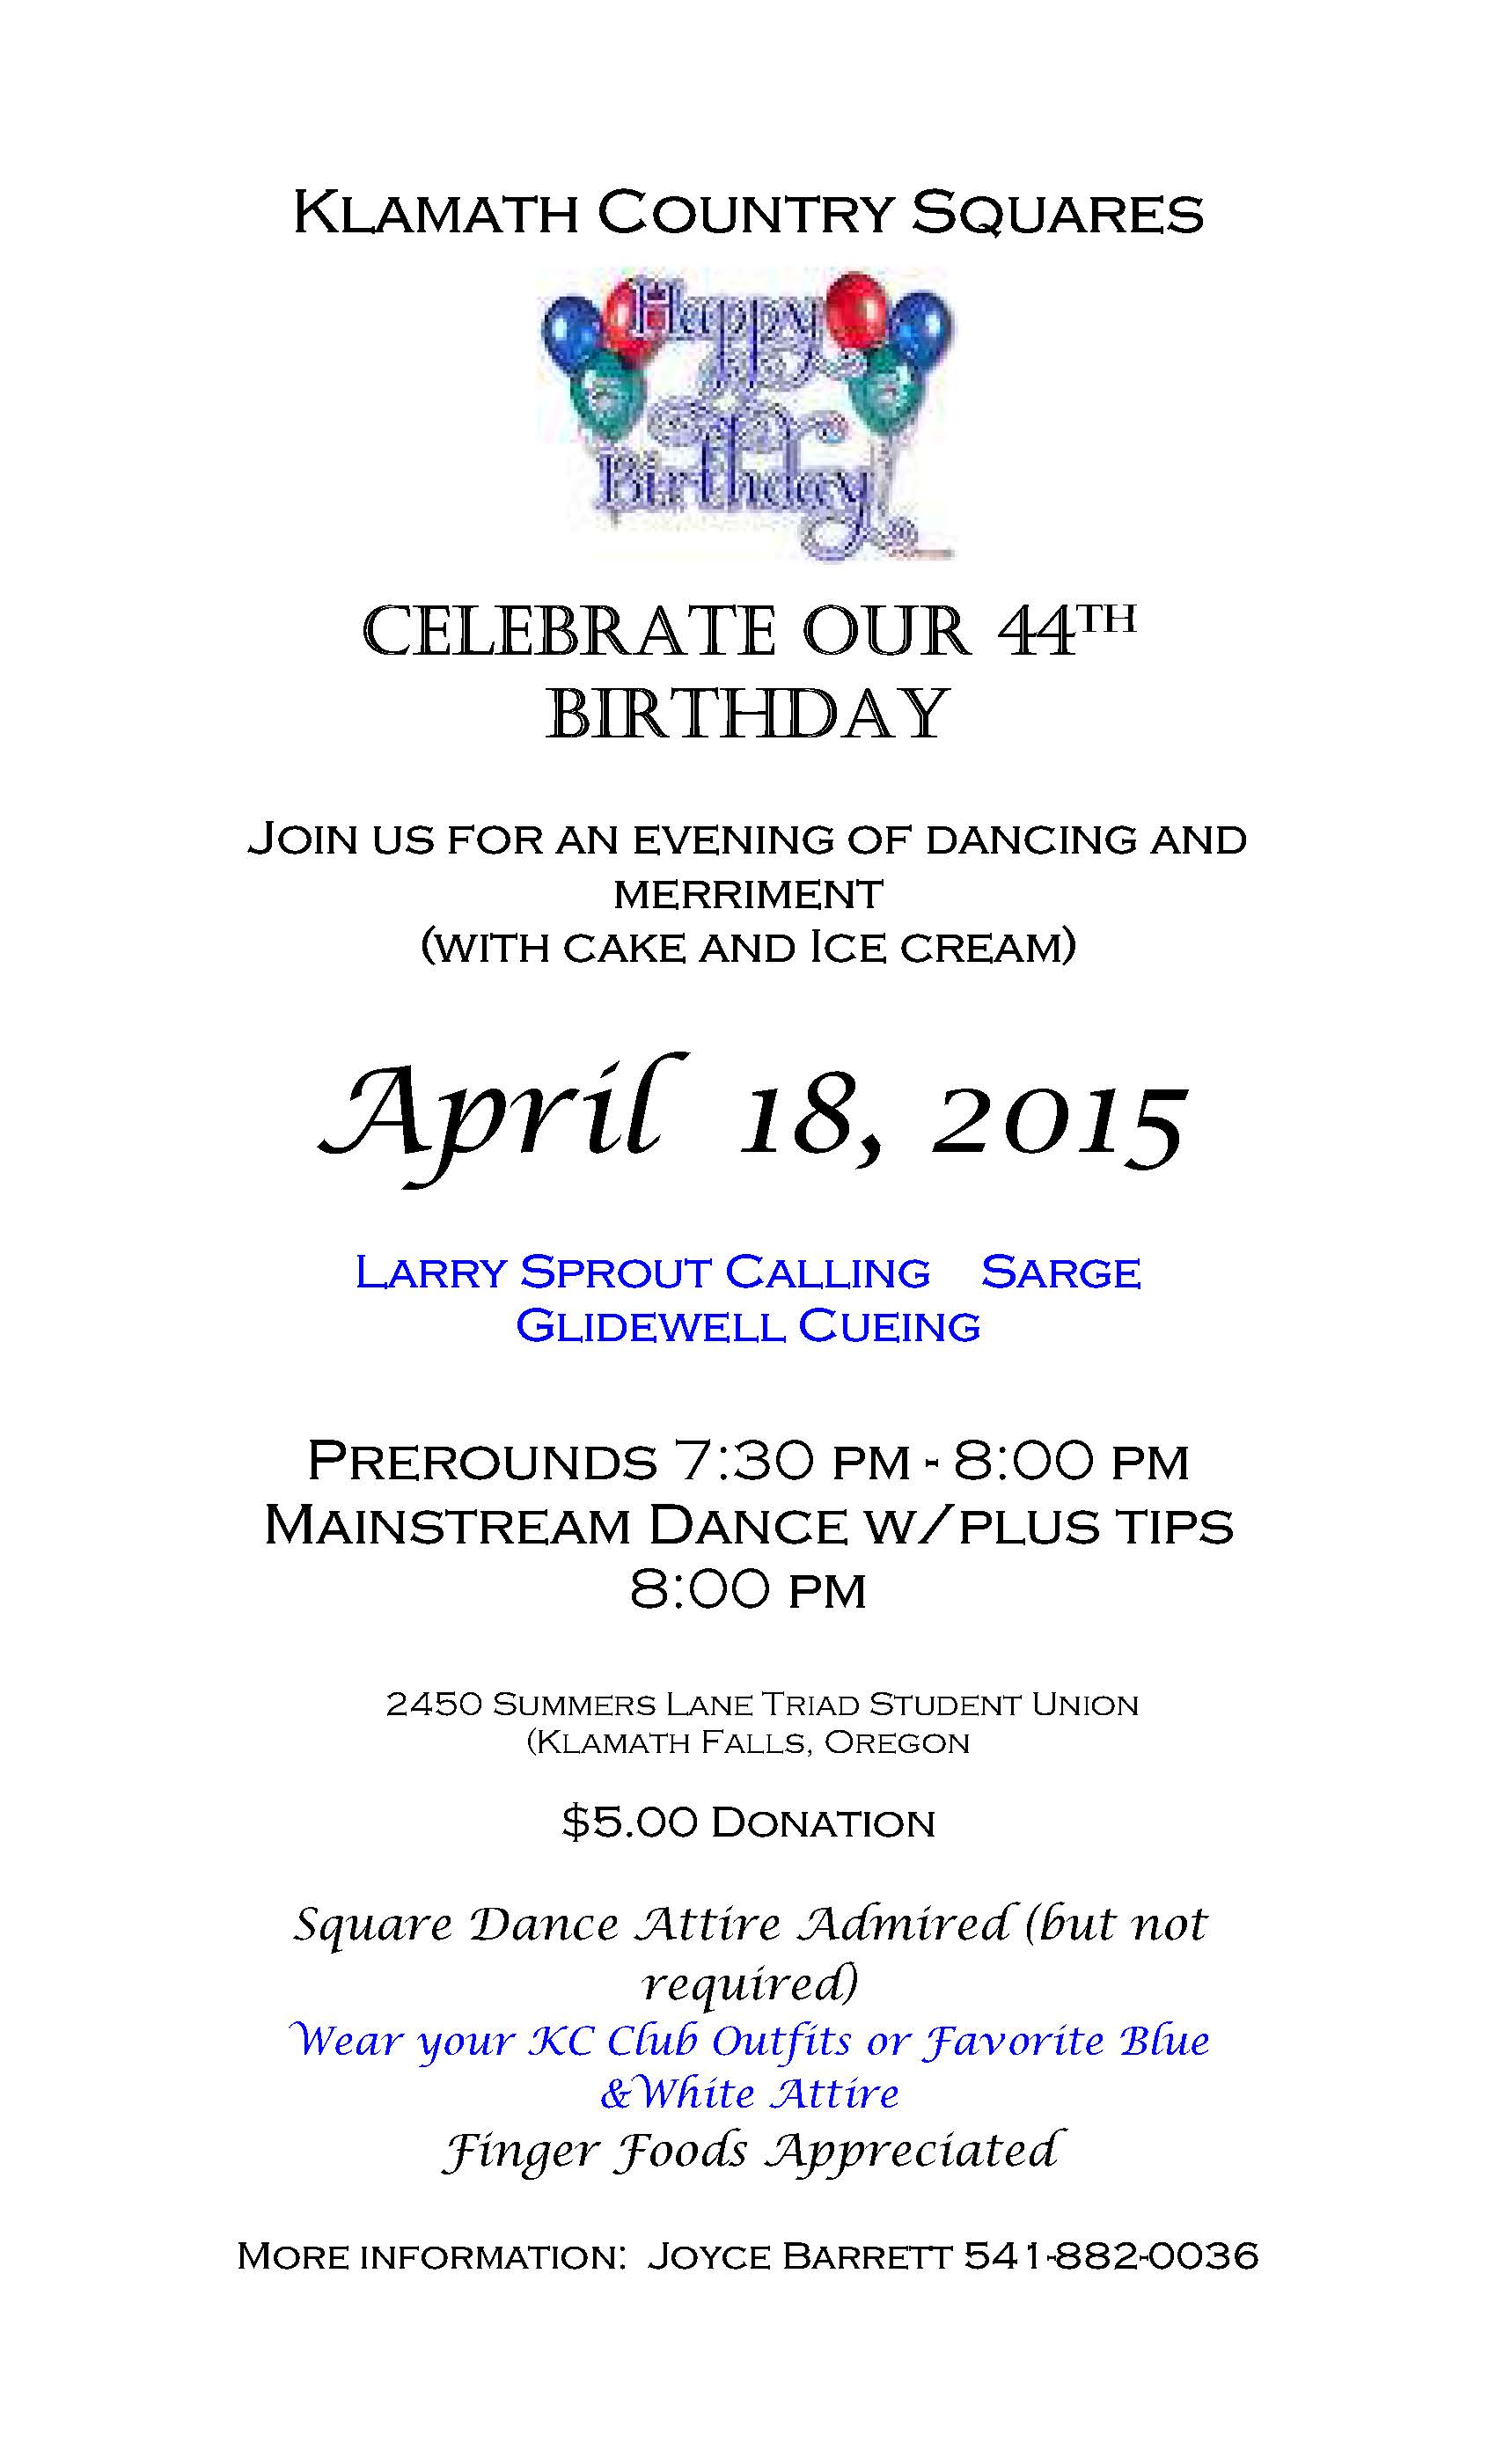 Klamath Country Squares
Happy
Birthday!
Celebrate our 44th
Birthday
Join us for an evening of dancing and
merriment
(with cake and Ice cream)
April 18, 2015
Larry Sprout Calling Sarge
Glidewell Cueing
Prerounds 7:30 pm - 8:00 pm
Mainstream Dance w/plus tips
8:00 pm
2450 Summers Lane Triad Student Union
(Klamath Falls, Oregon
$5.00 Donation
Square Dance Attire Admired (but not
required)
Wear your KC Club Outfits or Favorite Blue
&White Attire
Finger Foods Appreciated
More information: Joyce Barrett 541-882-0036